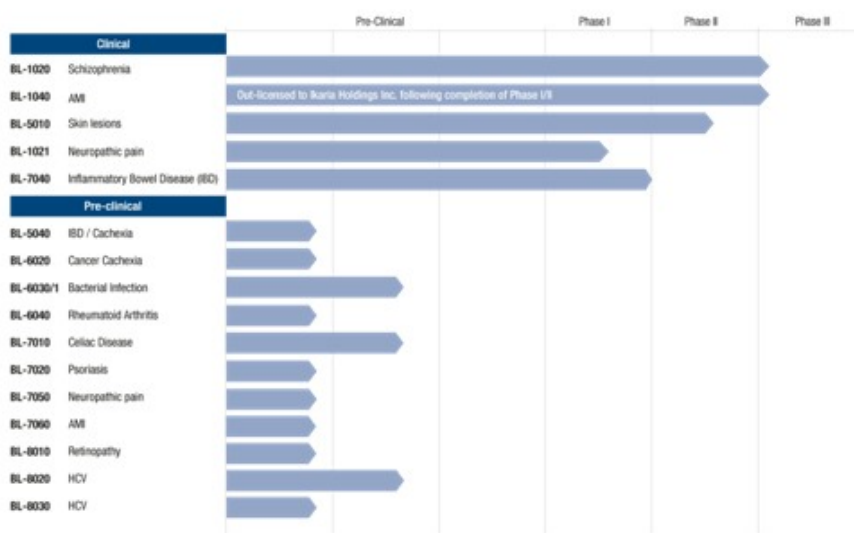 Pre-Clinical Phase I Phase II Phase III
Clinical
BL-1020 Schizophrenia
BL-1040 AMI Out-licensed to Ikaria Holdings Inc. following completion of Phase I/II
BL-5010 Skin lesions
BL-1021 Neuropathic pain
BL-7040 Inflammatory Bowel Disease (IBD)
Pre-clinical
BL-5040 IBD / Cachexia
BL-6020 Cancer Cachexia
BL-6030/1 Bacterial Infection
BL-6040 Rheumatoid Arthritis
BL-7010 Celiac Disease
BL-7020 Psoriasis
BL-7050 Neuropathic pain
BL-7060 AMI
BL-8010 Retinopathy
BL-8020 HCV
BL-8030 HCV